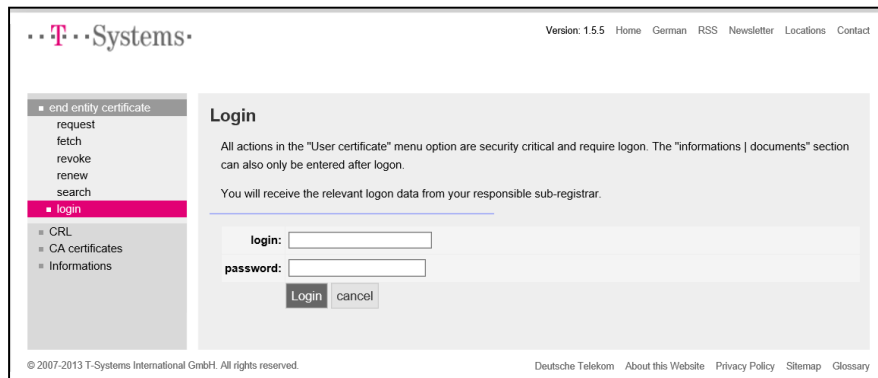 ··T··Systems·
Version: 1.5.5 Home German RSS Newsletter Locations Contact
end entity certificate
request
fetch
revoke
renew
search
login
CRL
CA certificates
Informations
Login
All actions in the "User certificate" menu option are security critical and require logon. The "informations | documents" section
can also only be entered after logon.
You will receive the relevant logon data from your responsible sub-registrar.
login:
password:
Login cancel
© 2007-2013 T-Systems International GmbH. All rights reserved.
Deutsche Telekom About this Website Privacy Policy Sitemap Glossary